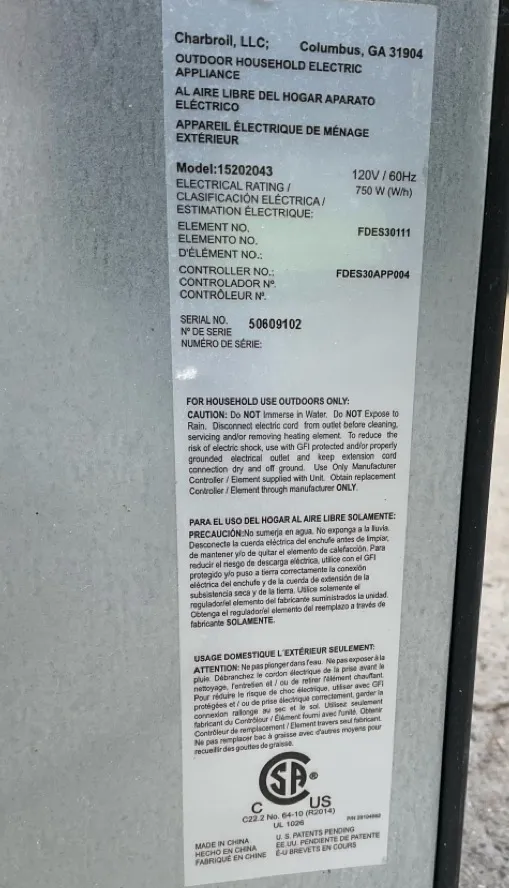 Charbroil, LLC; Columbus, GA 31904
OUTDOOR HOUSEHOLD ELECTRIC
APPLIANCE
AL AIRE LIBRE DEL HOGAR APARATO
ELÉCTRICO
APPAREIL ÉLECTRIQUE DE MÉNAGE
EXTÉRIEUR
Model:15202043 120V / 60Hz
ELECTRICAL RATING / 750 W (W/h)
CLASIFICACIÓN ELÉCTRICA /
ESTIMATION ÉLECTRIQUE:
ELEMENT NO. FDES30111
ELEMENTO NO.
D'ÉLÉMENT NO.:
CONTROLLER NO.: FDES30APP004
CONTROLADOR Nº.
CONTRÔLEUR Nº.
SERIAL NO. 50609102
Nº DE SERIE
NUMÉRO DE SÉRIE:
FOR HOUSEHOLD USE OUTDOORS ONLY:
CAUTION: Do NOT Immerse in Water. Do NOT Expose to
Rain. Disconnect electric cord from outlet before cleaning,
servicing and/or removing heating element. To reduce the
risk of electric shock, use with GFI protected and/or properly
grounded electrical outlet and keep extension cord
connection dry and off ground. Use Only Manufacturer
Controller / Element supplied with Unit. Obtain replacement
Controller / Element through manufacturer ONLY.
PARA EL USO DEL HOGAR AL AIRE LIBRE SOLAMENTE:
PRECAUCIÓN:No sumerja en agua. No exponga a la lluvia.
Desconecte la cuerda eléctrica del enchufe antes de limpiar,
de mantener y/o de quitar el elemento de calefacción. Para
reducir el riesgo de descarga eléctrica, utilice con el GFI
protegido y/o puso a tierra correctamente la conexión
eléctrica del enchufe y de la cuerda de extensión de la
subsistencia seca y de la tierra. Utilice solamente el
regulador/el elemento del fabricante suministrados la unidad.
Obtenga el regulador/el elemento del reemplazo a través de
fabricante SOLAMENTE.
USAGE DOMESTIQUE L'EXTÉRIEUR SEULEMENT:
ATTENTION: Ne pas plonger dans l'eau. Ne pas exposer à la
pluie. Débranchez le cordon électrique de la prise avant le
nettoyage, l'entretien et / ou de retirer l'élément chauffant.
Pour réduire le risque de choc électrique, utiliser avec GFI
protégées et / ou de prise électrique correctement, garder la
connexion rallonge au sec et le sol. Utilisez seulement
fabricant du Contrôleur / Élément fourni avec l'unité. Obtenir
Contrôleur de remplacement / Element travers seul fabricant.
Ne pas remplacer bac à graisse avec d'autres moyens pour
recueillir des gouttes de graisse.
CSA ®
C US
C22.2 No. 64-10 (R2014)
UL 1026
MADE IN CHINA U. S. PATENTS PENDING
HECHO EN CHINA EE.UU. PENDIENTE DE PATENTE
FABRIQUÉ EN CHINE É-U BREVETS EN COURS